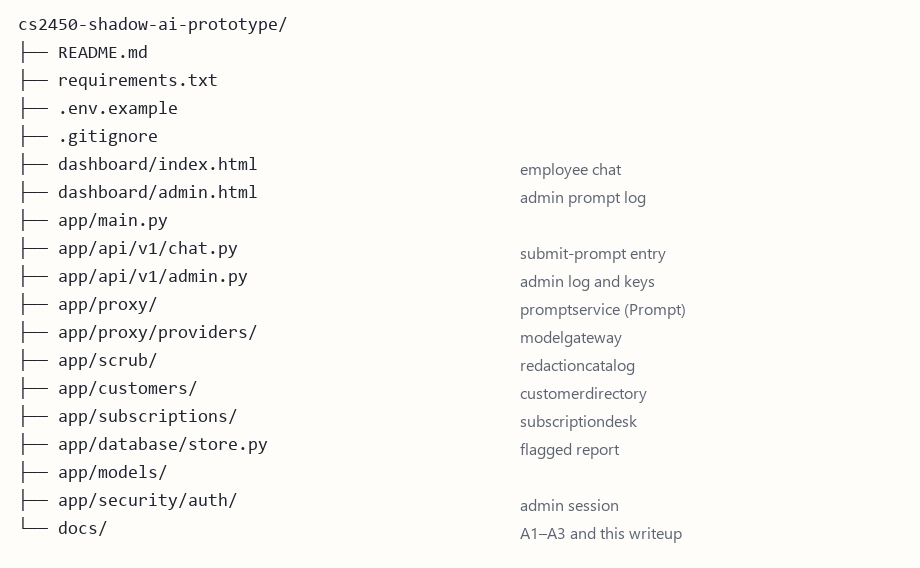 cs2450-shadow-ai-prototype/
├── README.md
├── requirements.txt
├── .env.example
├── .gitignore
├── dashboard/index.html employee chat
├── dashboard/admin.html admin prompt log
├── app/main.py
├── app/api/v1/chat.py submit-prompt entry
├── app/api/v1/admin.py admin log and keys
├── app/proxy/ promptservice (Prompt)
├── app/proxy/providers/ modelgateway
├── app/scrub/ redactioncatalog
├── app/customers/ customerdirectory
├── app/subscriptions/ subscriptiondesk
├── app/database/store.py flagged report
├── app/models/
├── app/security/auth/ admin session
└── docs/ A1–A3 and this writeup